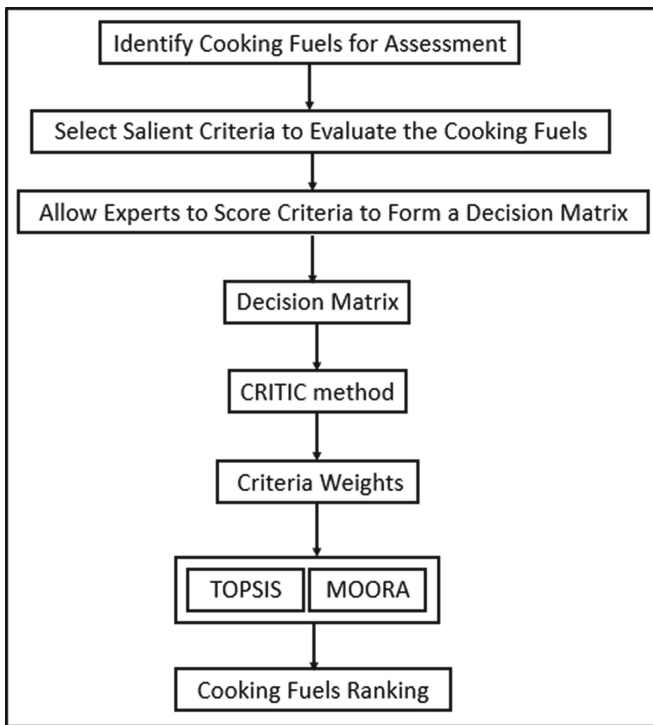 Identify Cooking Fuels for Assessment
Select Salient Criteria to Evaluate the Cooking Fuels
Allow Experts to Score Criteria to Form a Decision Matrix
Decision Matrix
CRITIC method
Criteria Weights
TOPSIS MOORA
Cooking Fuels Ranking